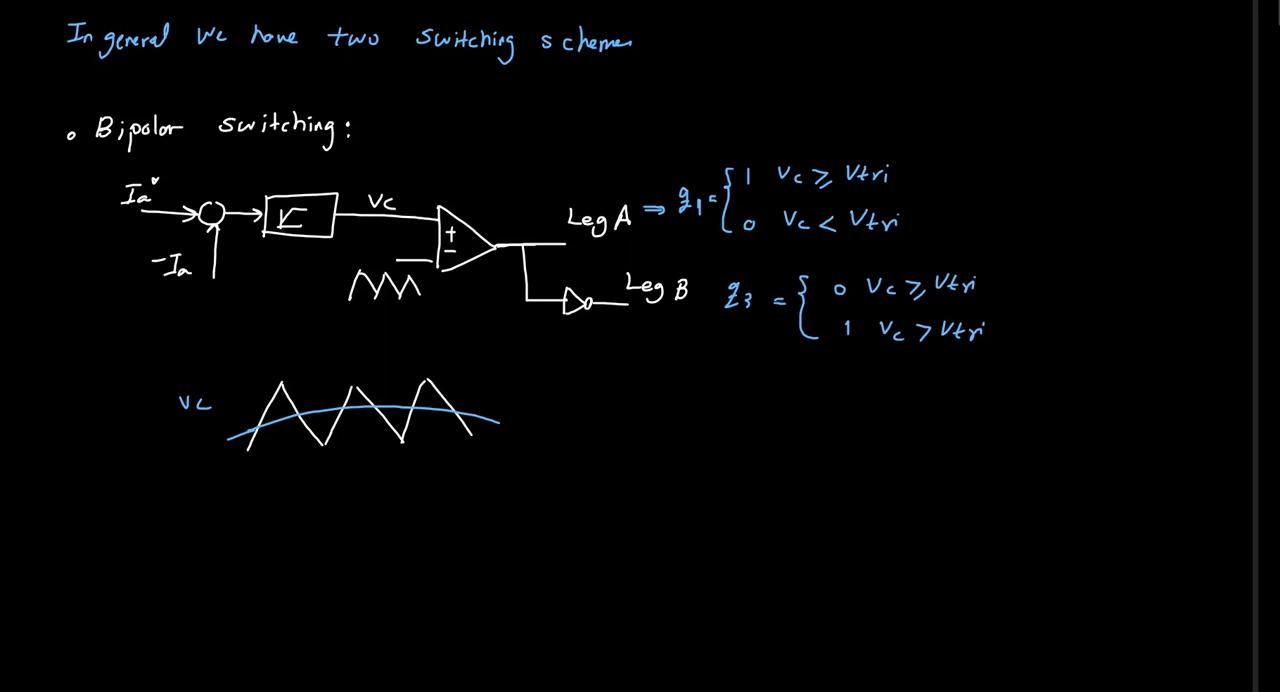 In general we have two switching schemes
• Bipolar switching:
Ia*
-Ia
Vc
+
-
Leg A ⇒ g₁ = { 1 Vc ≥ Vtri
0 Vc < Vtri
Leg B g₃ = { 0 Vc ≥ Vtri
1 Vc > Vtri
Vc